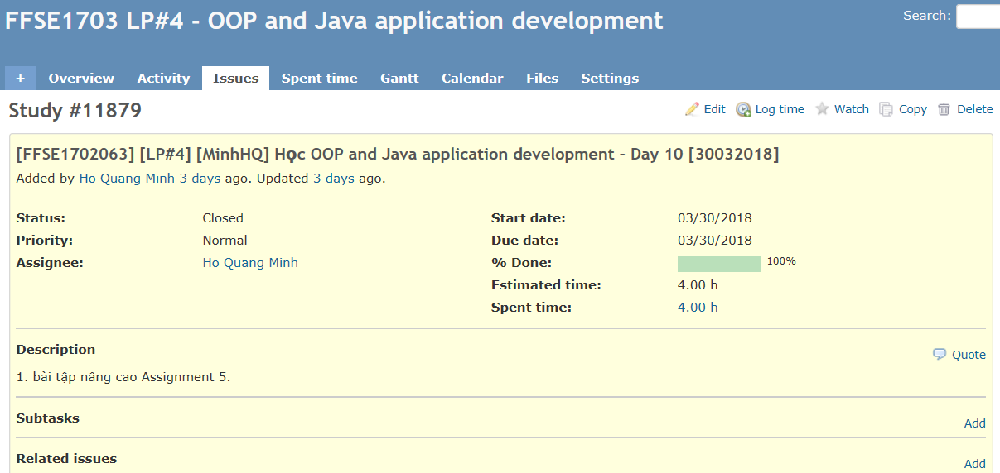 FFSE1703 LP#4 - OOP and Java application development
Search:
+ Overview Activity Issues Spent time Gantt Calendar Files Settings
Study #11879
Edit Log time Watch Copy Delete
[FFSE1702063] [LP#4] [MinhHQ] Học OOP and Java application development - Day 10 [30032018]
Added by Ho Quang Minh 3 days ago. Updated 3 days ago.
Status: Closed Start date: 03/30/2018
Priority: Normal Due date: 03/30/2018
Assignee: Ho Quang Minh % Done: 100%
Estimated time: 4.00 h
Spent time: 4.00 h
Description
Quote
1. bài tập nâng cao Assignment 5.
Subtasks
Add
Related issues
Add